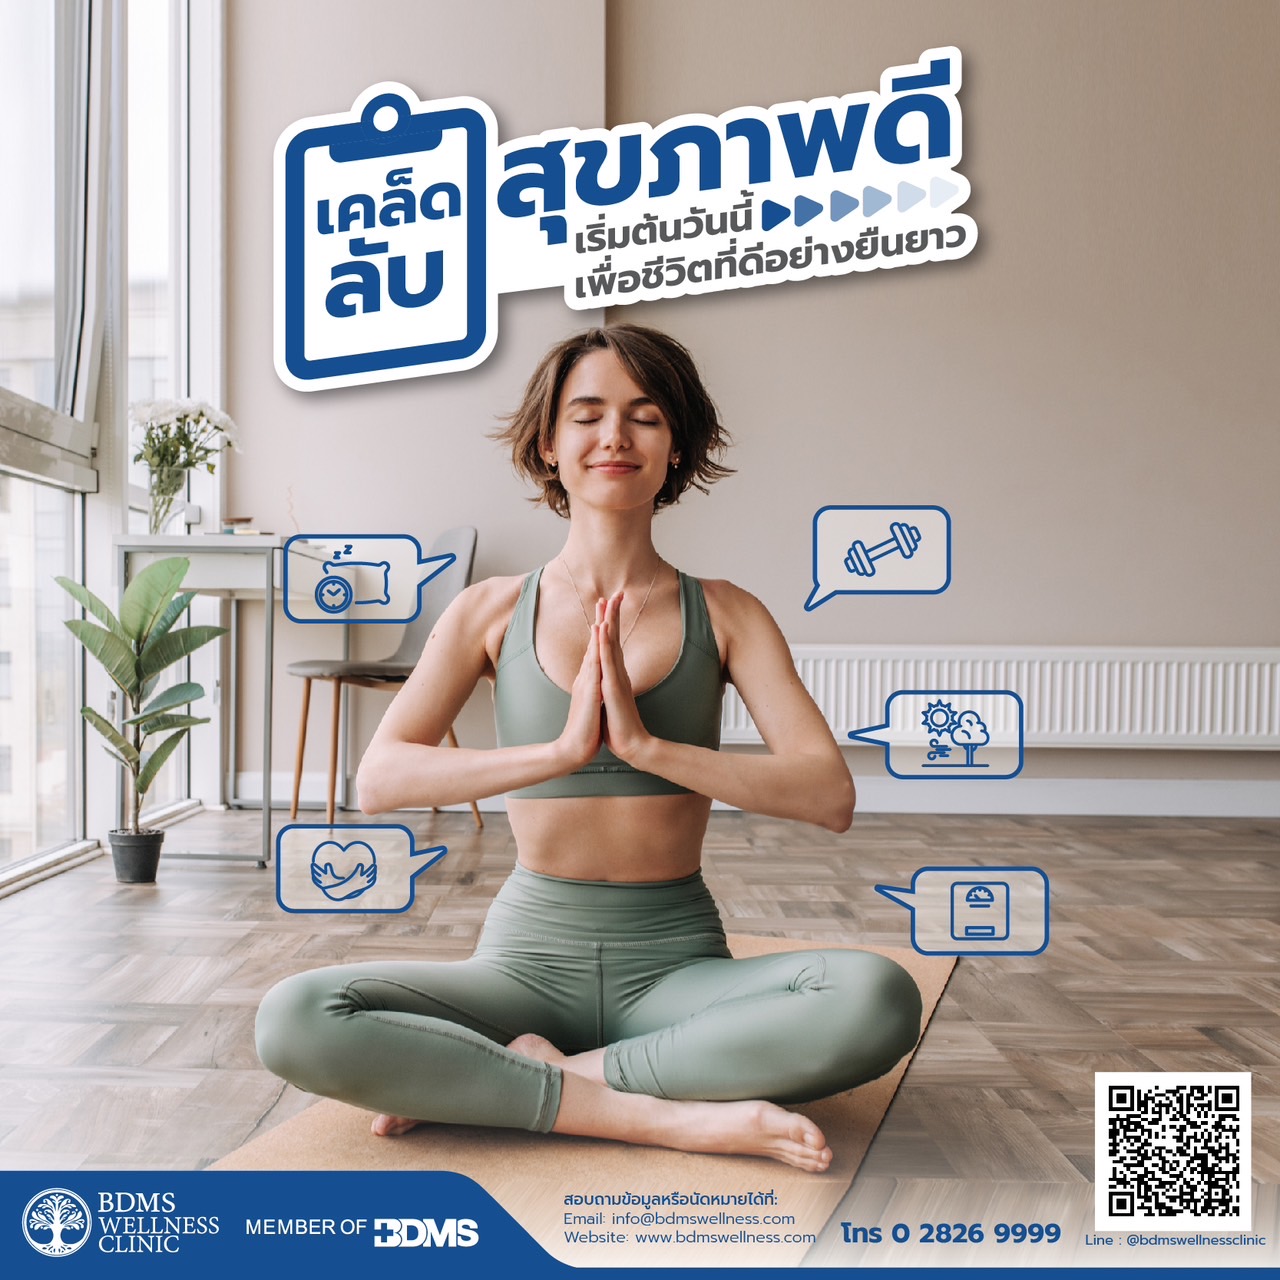 เคล็ด
ลับ
สุขภาพดี
เริ่มต้นวันนี้
เพื่อชีวิตที่ดีอย่างยืนยาว
z z
BDMS
WELLNESS
CLINIC
MEMBER OF BDMS
สอบถามข้อมูลหรือนัดหมายได้ที่:
Email: info@bdmswellness.com
Website: www.bdmswellness.com
โทร 0 2826 9999
Line : @bdmswellnessclinic